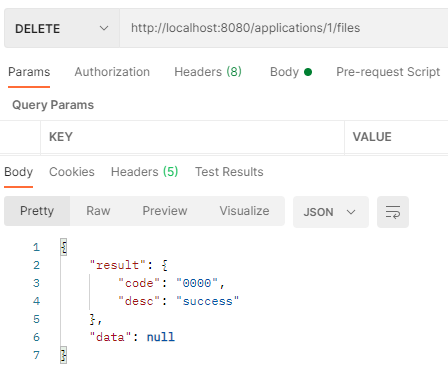 DELETE http://localhost:8080/applications/1/files
Params Authorization Headers (8) Body Pre-request Script
Query Params
KEY VALUE
Body Cookies Headers (5) Test Results
Pretty Raw Preview Visualize JSON
1 {
2 "result": {
3 "code": "0000",
4 "desc": "success"
5 },
6 "data": null
7 }